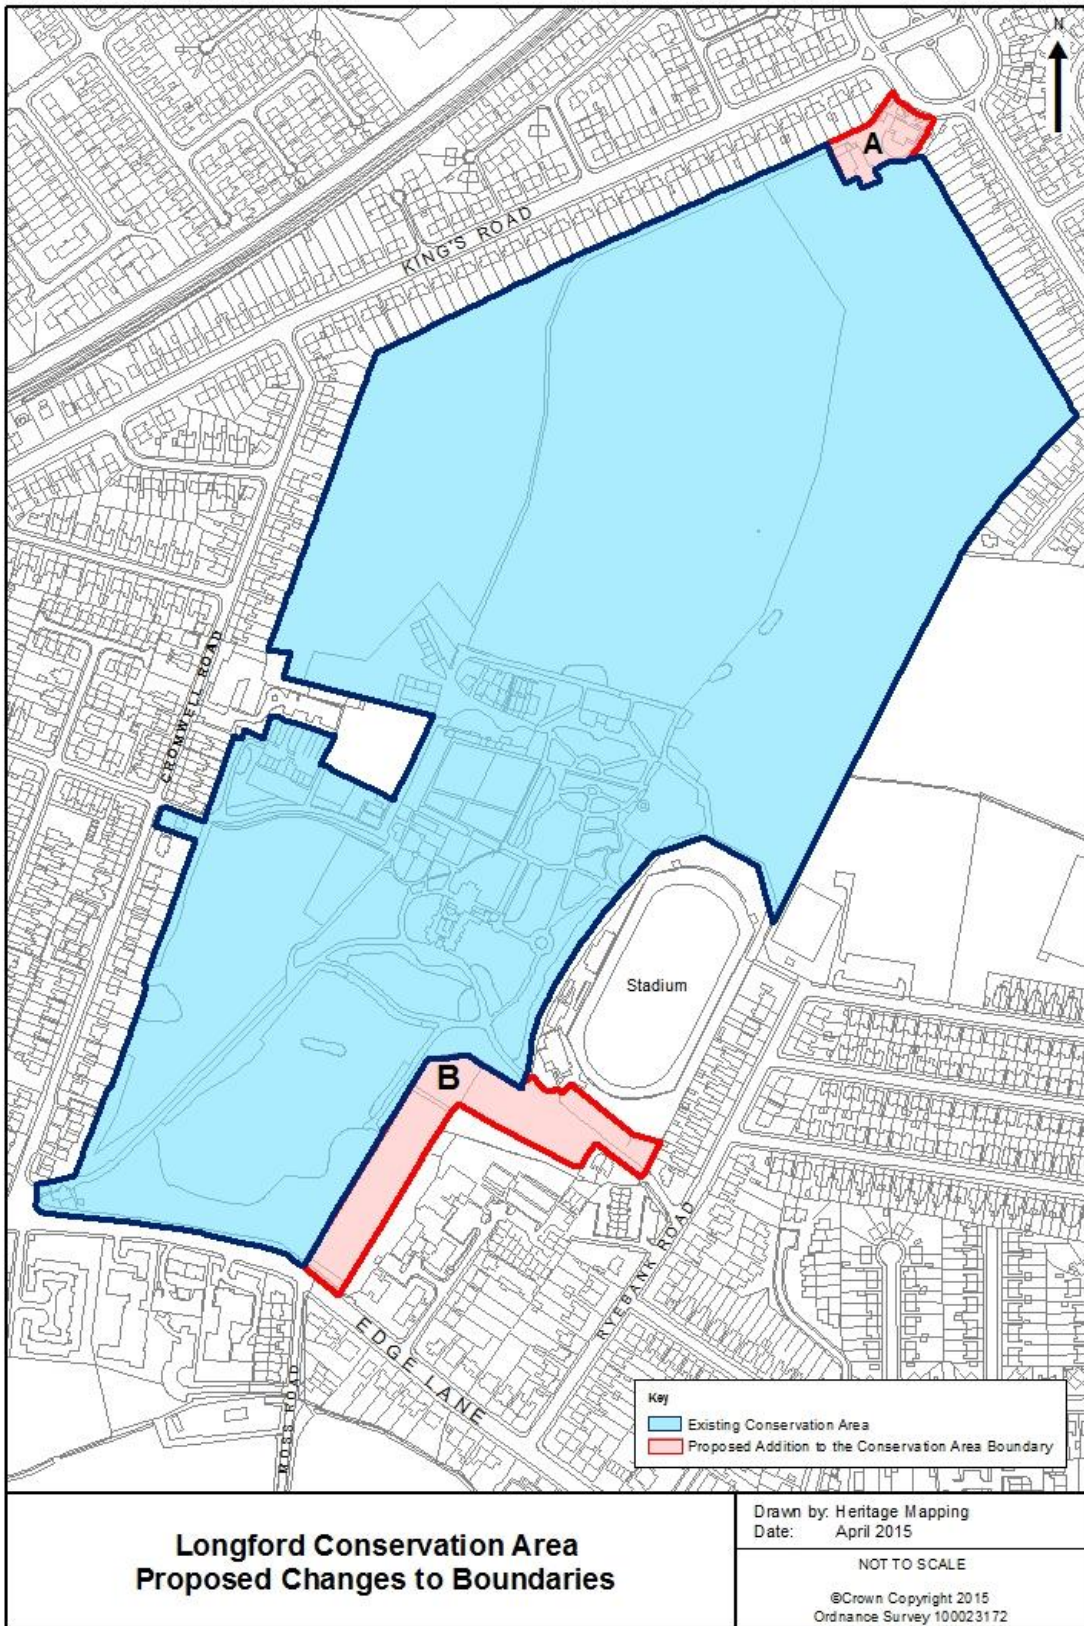 N
A
KING'S ROAD
CROMWELL ROAD
Stadium
B
RYEBANK ROAD
EDGE LANE
MOSS ROAD
Key
Existing Conservation Area
Proposed Addition to the Conservation Area Boundary
Longford Conservation Area
Proposed Changes to Boundaries
Drawn by: Heritage Mapping
Date: April 2015
NOT TO SCALE
©Crown Copyright 2015
Ordnance Survey 100023172